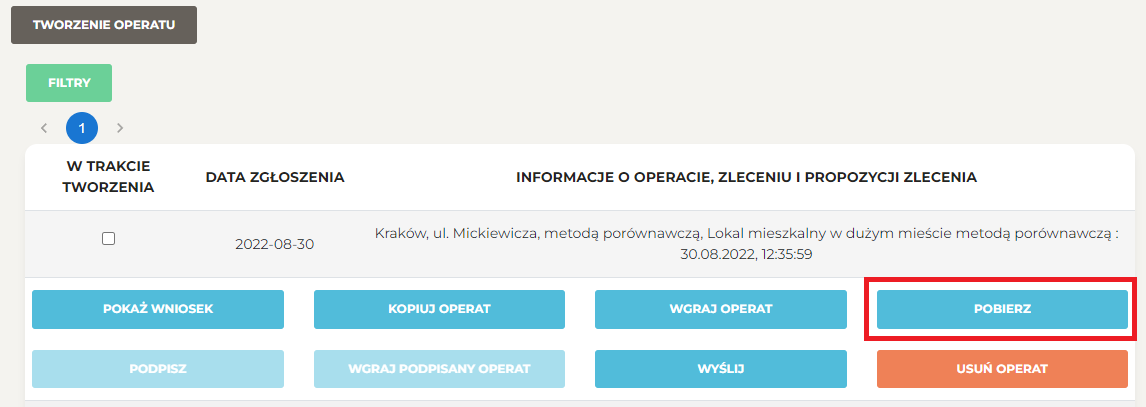 TWORZENIE OPERATU
FILTRY
1
W TRAKCIE
TWORZENIA
DATA ZGŁOSZENIA
INFORMACJE O OPERACIE, ZLECENIU I PROPOZYCJI ZLECENIA
2022-08-30
Kraków, ul. Mickiewicza, metodą porównawczą, Lokal mieszkalny w dużym mieście metodą porównawczą :
30.08.2022, 12:35:59
POKAŻ WNIOSEK
KOPIUJ OPERAT
WGRAJ OPERAT
POBIERZ
PODPISZ
WGRAJ PODPISANY OPERAT
WYŚLIJ
USUŃ OPERAT